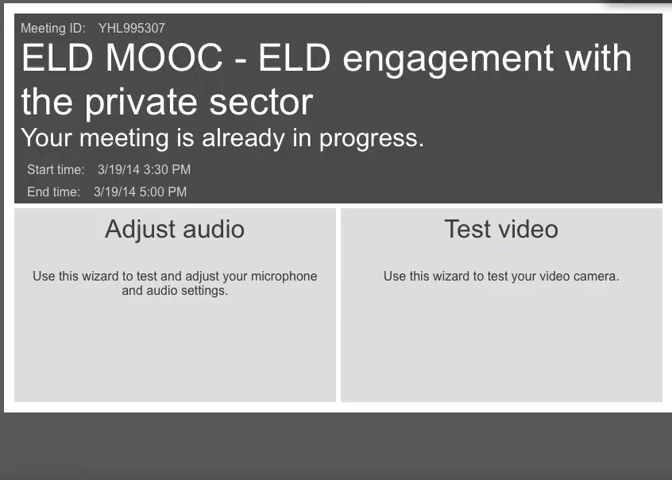 Meeting ID: YHL995307
ELD MOOC - ELD engagement with
the private sector
Your meeting is already in progress.
Start time: 3/19/14 3:30 PM
End time: 3/19/14 5:00 PM
Adjust audio
Use this wizard to test and adjust your microphone
and audio settings.
Test video
Use this wizard to test your video camera.